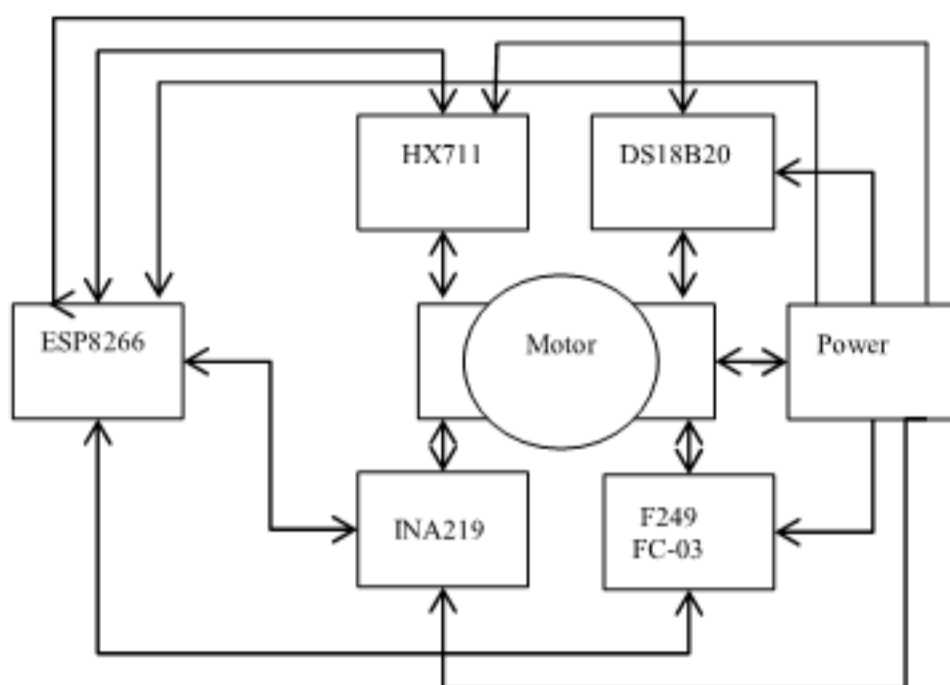 HX711
DS18B20
ESP8266
Motor
Power
INA219
F249
FC-03